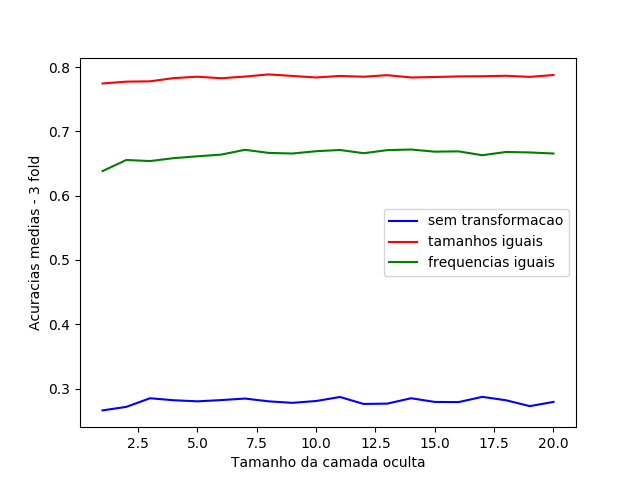 0.8
0.7
0.6
0.5
0.4
0.3
Acuracias medias - 3 fold
sem transformacao
tamanhos iguais
frequencias iguais
2.5 5.0 7.5 10.0 12.5 15.0 17.5 20.0
Tamanho da camada oculta